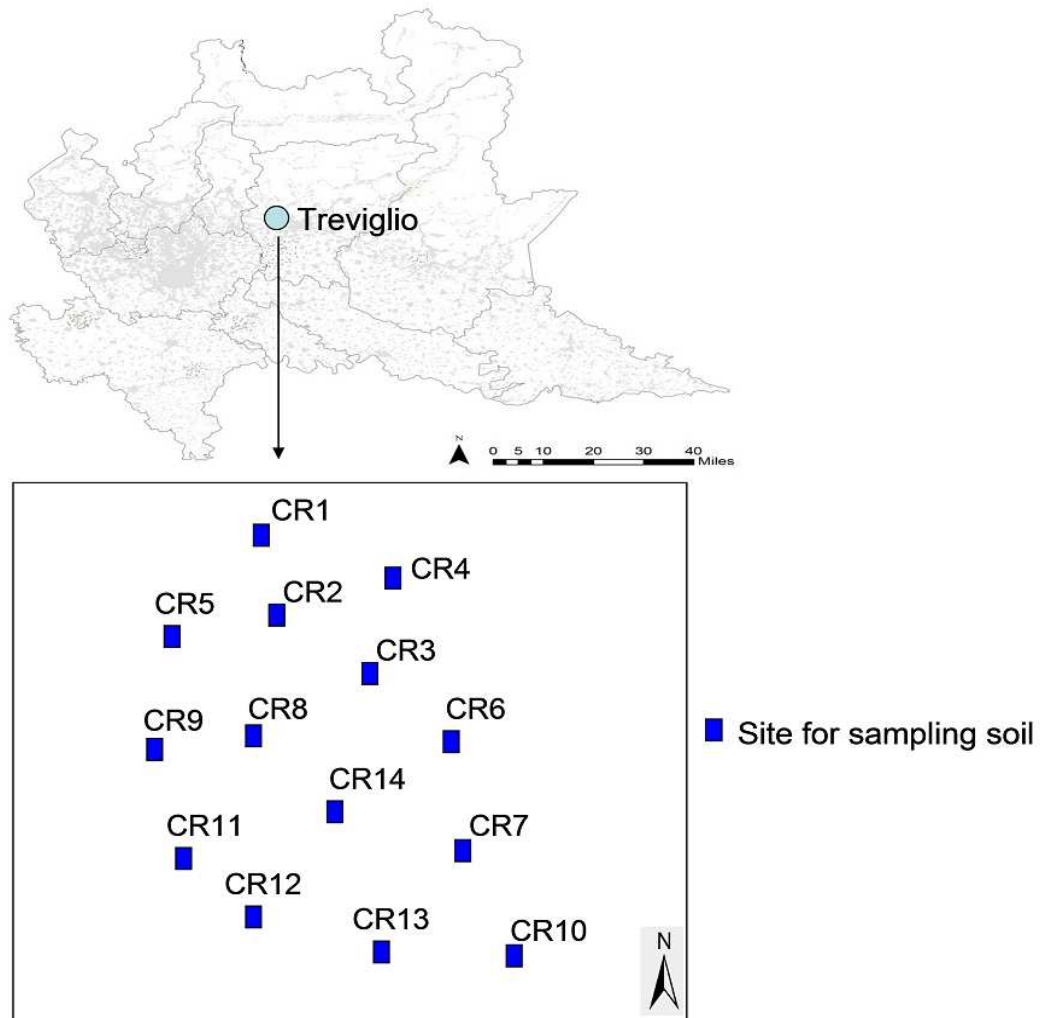 Treviglio
N
0 5 10 20 30 40
Miles
CR1
CR4
CR2
CR5
CR3
CR8
CR6
CR9
CR14
CR7
CR11
CR12
CR13
CR10
N
Site for sampling soil